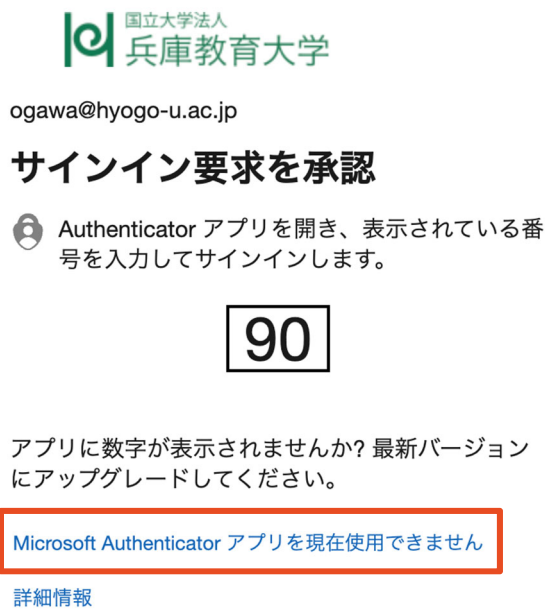 国立大学法人
兵庫教育大学
ogawa@hyogo-u.ac.jp
サインイン要求を承認
Authenticator アプリを開き、表示されている番
号を入力してサインインします。
90
アプリに数字が表示されませんか? 最新バージョン
にアップグレードしてください。
Microsoft Authenticator アプリを現在使用できません
詳細情報